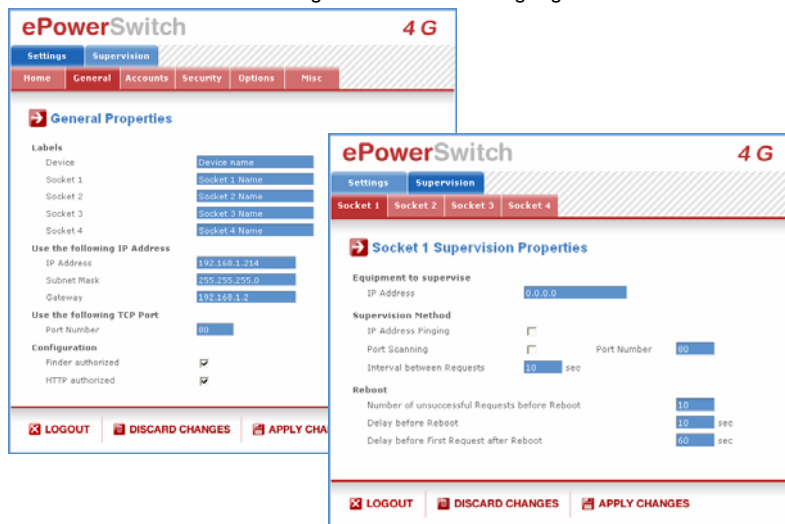 ePowerSwitch 4 G
Settings Supervision
Home General Accounts Security Options Misc
General Properties
Labels
Device Device name
Socket 1 Socket 1 Name
Socket 2 Socket 2 Name
Socket 3 Socket 3 Name
Socket 4 Socket 4 Name
Use the following IP Address
IP Address 192.168.1.214
Subnet Mask 255.255.255.0
Gateway 192.168.1.2
Use the following TCP Port
Port Number 80
Configuration
Finder authorized
HTTP authorized
LOGOUT DISCARD CHANGES APPLY CHA
ePowerSwitch 4 G
Settings Supervision
Socket 1 Socket 2 Socket 3 Socket 4
Socket 1 Supervision Properties
Equipment to supervise
IP Address 0.0.0.0
Supervision Method
IP Address Pinging
Port Scanning Port Number 80
Interval between Requests 10 sec
Reboot
Number of unsuccessful Requests before Reboot 10
Delay before Reboot 10 sec
Delay before First Request after Reboot 60 sec
LOGOUT DISCARD CHANGES APPLY CHANGES